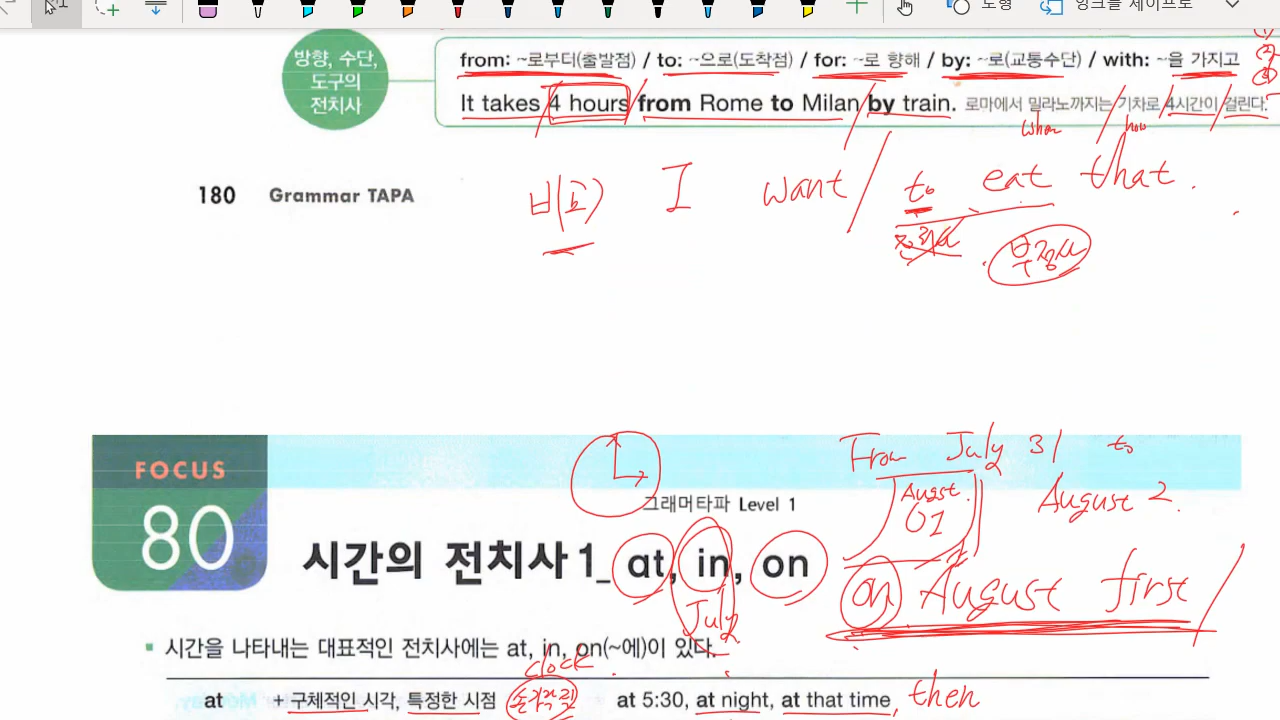 도형
잉크를 셰이프로
방향, 수단,
도구의
전치사
from: ~로부터(출발점) / to: ~으로(도착점) / for: ~로 향해 / by: ~로(교통수단) / with: ~을 가지고
It takes 4 hours from Rome to Milan by train. 로마에서 밀라노까지는 기차로 4시간이 걸린다.
how
180 Grammar TAPA
비(교) I want to eat that.
부정사
FOCUS
80
From July 31 to
August 2
01
그래머타파 Level 1
시간의 전치사 1_ at, in, on
July
on August first
시간을 나타내는 대표적인 전치사에는 at, in, on(~에)이 있다.
clock
at + 구체적인 시각, 특정한 시점 at 5:30, at night, at that time, then